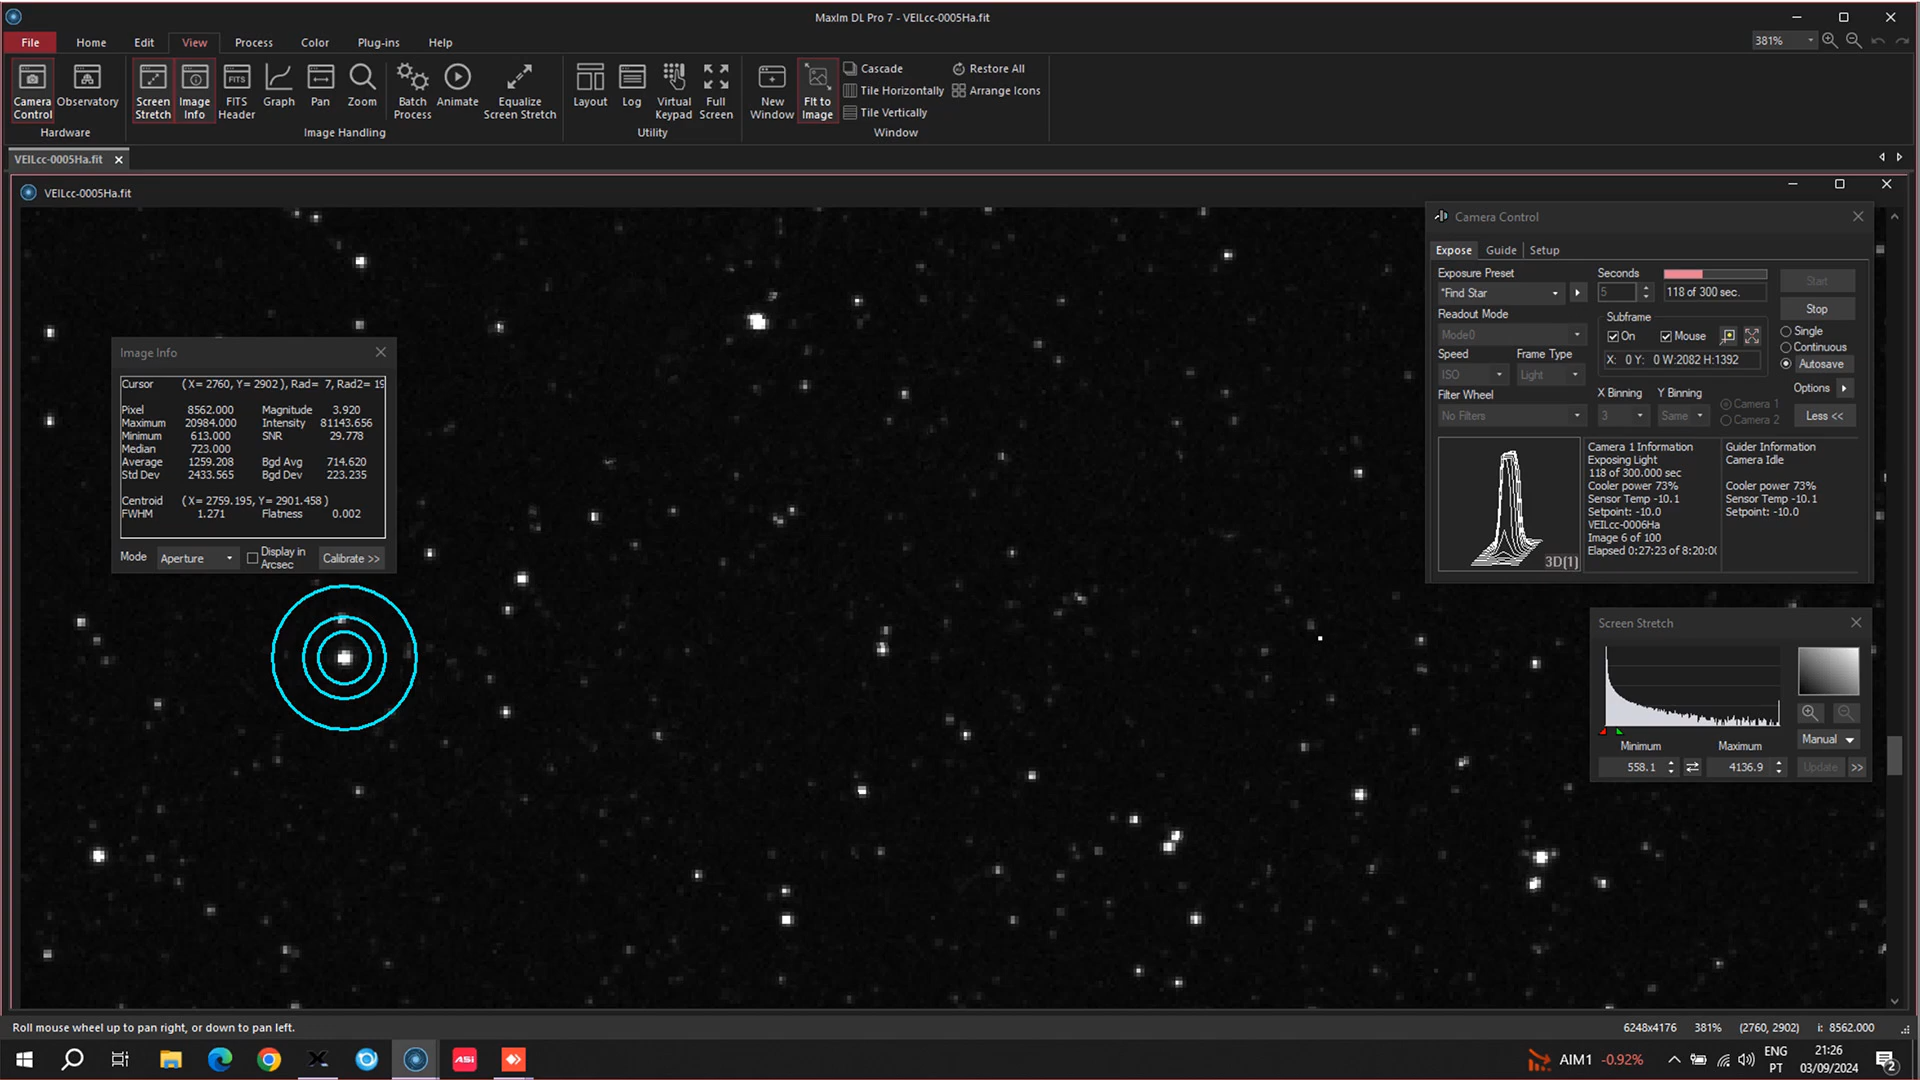 MaxIm DL Pro 7 - VEILcc-0005Ha.fit
File Home Edit View Process Color Plug-ins Help
381%
Camera Control
Observatory
Hardware
Screen Stretch
Image Info
FITS Header
Graph
Pan
Zoom
Batch Process
Animate
Equalize Screen Stretch
Image Handling
Layout
Log
Virtual Keypad
Full Screen
Utility
New Window
Fit to Image
Cascade
Tile Horizontally
Tile Vertically
Restore All
Arrange Icons
Window
VEILcc-0005Ha.fit
VEILcc-0005Ha.fit
Image Info
Cursor (X= 2760, Y= 2902), Rad= 7, Rad2= 19
Pixel 8562.000 Magnitude 3.920
Maximum 20984.000 Intensity 81143.656
Minimum 613.000 SNR 29.778
Median 723.000
Average 1259.208 Bgd Avg 714.620
Std Dev 2433.565 Bgd Dev 223.235
Centroid (X= 2759.195, Y= 2901.458)
FWHM 1.271 Flatness 0.002
Mode Aperture Display in Arcsec Calibrate >>
Camera Control
Expose Guide Setup
Exposure Preset
*Find Star
Readout Mode
Mode0
Speed Frame Type
ISO Light
Filter Wheel
No Filters
Seconds
5 118 of 300 sec.
Subframe
On Mouse
X: 0 Y: 0 W:2082 H:1392
X Binning Y Binning
3 Same
Start
Stop
Single
Continuous
Autosave
Options
Camera 1
Camera 2
Less <<
3D[1]
Camera 1 Information
Exposing Light
118 of 300.000 sec
Cooler power 73%
Sensor Temp -10.1
Setpoint: -10.0
VEILcc-0006Ha
Image 6 of 100
Elapsed 0:27:23 of 8:20:00
Guider Information
Camera Idle
Cooler power 73%
Sensor Temp -10.1
Setpoint: -10.0
Screen Stretch
Manual
Minimum Maximum
558.1 4136.9 Update >>
Roll mouse wheel up to pan right, or down to pan left.
6248x4176 381% (2760, 2902) i: 8562.000
ASI
AIM1 -0.92%
ENG
PT
21:26
03/09/2024
2